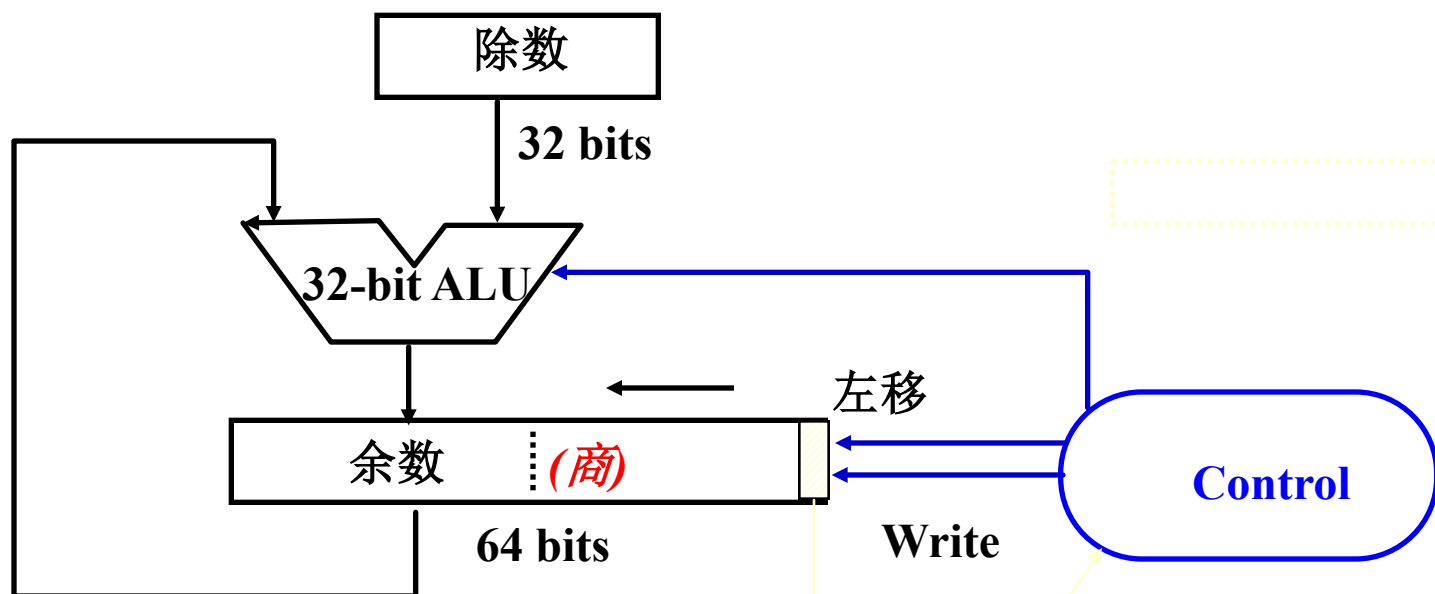 除数
32 bits
32-bit ALU
左移
余数 (商)
Control
64 bits
Write